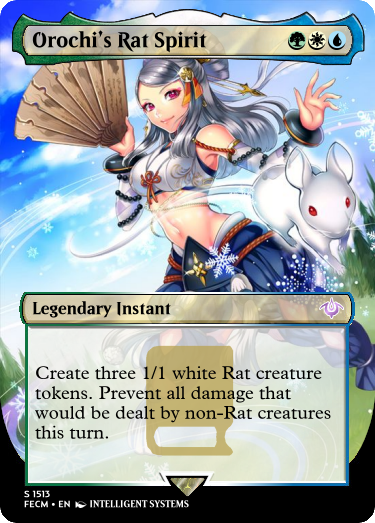 Orochi's Rat Spirit
Legendary Instant
Create three 1/1 white Rat creature
tokens. Prevent all damage that
would be dealt by non-Rat creatures
this turn.
S 1513
FECM • EN INTELLIGENT SYSTEMS